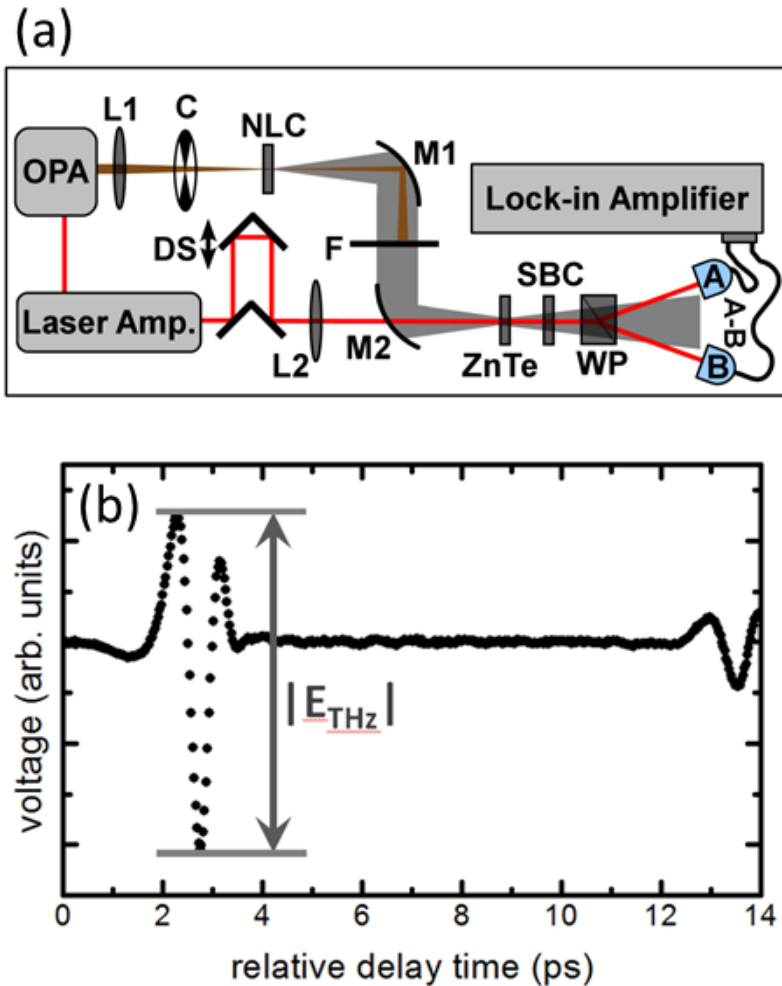 (a)
L1 C NLC M1
OPA
Lock-in Amplifier
DS F
SBC A
Laser Amp.
A-B
L2 M2 ZnTe WP B
(b)
voltage (arb. units)
| E_THz |
0 2 4 6 8 10 12 14
relative delay time (ps)